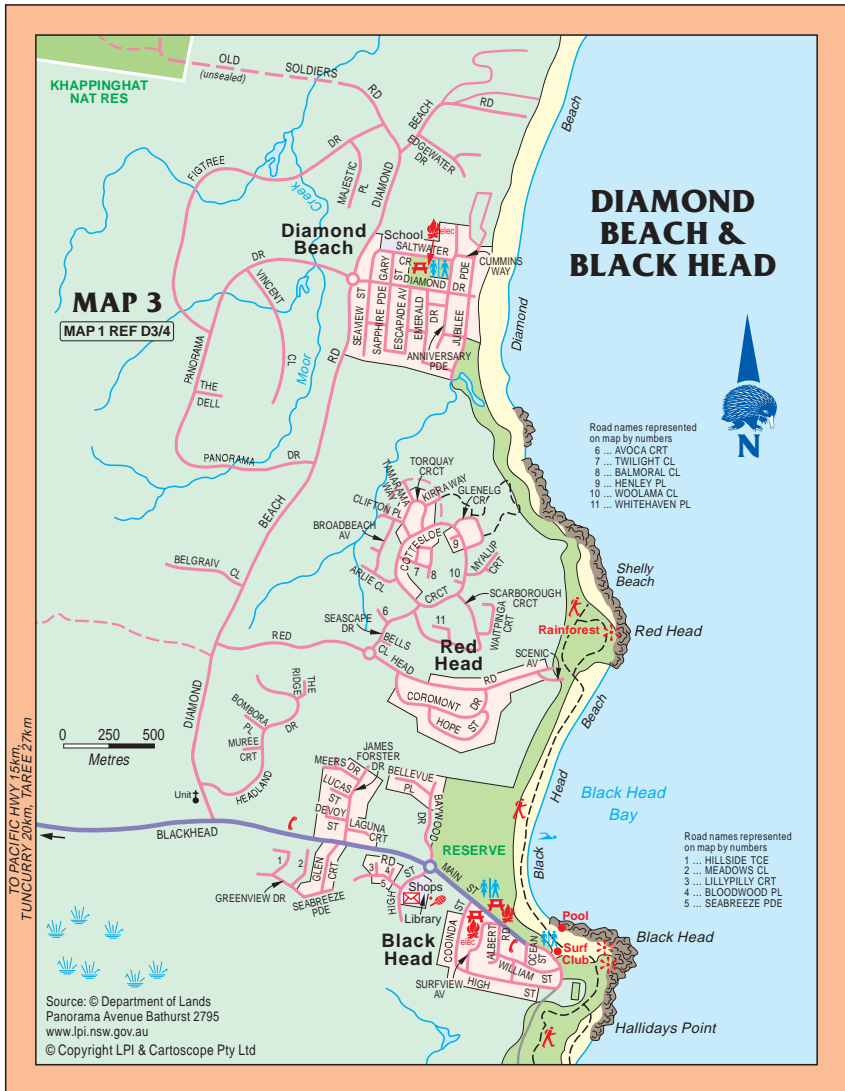 OLD
SOLDIERS
RD
(unsealed)
KHAPPINGHAT
NAT RES
BEACH
RD
Beach
EDGEWATER
DR
FIGTREE
DR
MAJESTIC
PL
DIAMOND
Creek
DIAMOND
BEACH &
BLACK HEAD
Diamond
Beach
School
elec
SALTWATER
CR
CUMMINS
WAY
GARY
ST
PDE
DIAMOND
DR
DR
VINCENT
CL
MAP 3
MAP 1 REF D3/4
SEAVIEW ST
SAPPHIRE PDE
ESCAPADE AV
EMERALD
DR
JUBILEE
ANNIVERSARY
PDE
Diamond
RD
PANORAMA
THE
DELL
Moor
PANORAMA
DR
N
Road names represented
on map by numbers
6 ... AVOCA CRT
7 ... TWILIGHT CL
8 ... BALMORAL CL
9 ... HENLEY PL
10 ... WOOLAMA CL
11 ... WHITEHAVEN PL
TORQUAY
CRCT
TAMARAMA
WAY
KIRRA WAY
GLENELG
CR
CLIFTON PL
BROADBEACH
AV
COTTESLOE
9
MYALUP
CRT
7
8
10
ARLIE CL
CRCT
BEACH
BELGRAIV
CL
SCARBOROUGH
CRCT
Shelly
Beach
SEASCAPE
DR
6
11
WAITPINGA
CRT
BELLS
CL
Rainforest
Red Head
RED
HEAD
RD
Red
Head
SCENIC
AV
THE
RIDGE
BOMBORA
PL
DR
MUREE
CRT
HEADLAND
DIAMOND
COROMONT
DR
HOPE
ST
Beach
0
250
500
Metres
JAMES
FORSTER
DR
MEERS DR
BELLEVUE
PL
LUCAS
ST
DEVOY
ST
LAGUNA
CRT
BAYWOOD
DR
Head
Black Head
Bay
Unit
BLACKHEAD
RD
RESERVE
Black
TO PACIFIC HWY 15km,
TUNCURRY 20km, TAREE 27km
Road names represented
on map by numbers
1 ... HILLSIDE TCE
2 ... MEADOWS CL
3 ... LILLYPILLY CRT
4 ... BLOODWOOD PL
5 ... SEABREEZE PDE
1
2
GLEN
CRT
GREENVIEW DR
SEABREEZE
PDE
3
4
5
HIGH
ST
MAIN ST
Shops
Library
Black
Head
COOINDA
ST
elec
ALBERT
RD
OCEAN
ST
WILLIAM
ST
HIGH
ST
SURFVIEW
AV
Pool
Surf
Club
Black Head
Hallidays Point
Source: © Department of Lands
Panorama Avenue Bathurst 2795
www.lpi.nsw.gov.au
© Copyright LPI & Cartoscope Pty Ltd